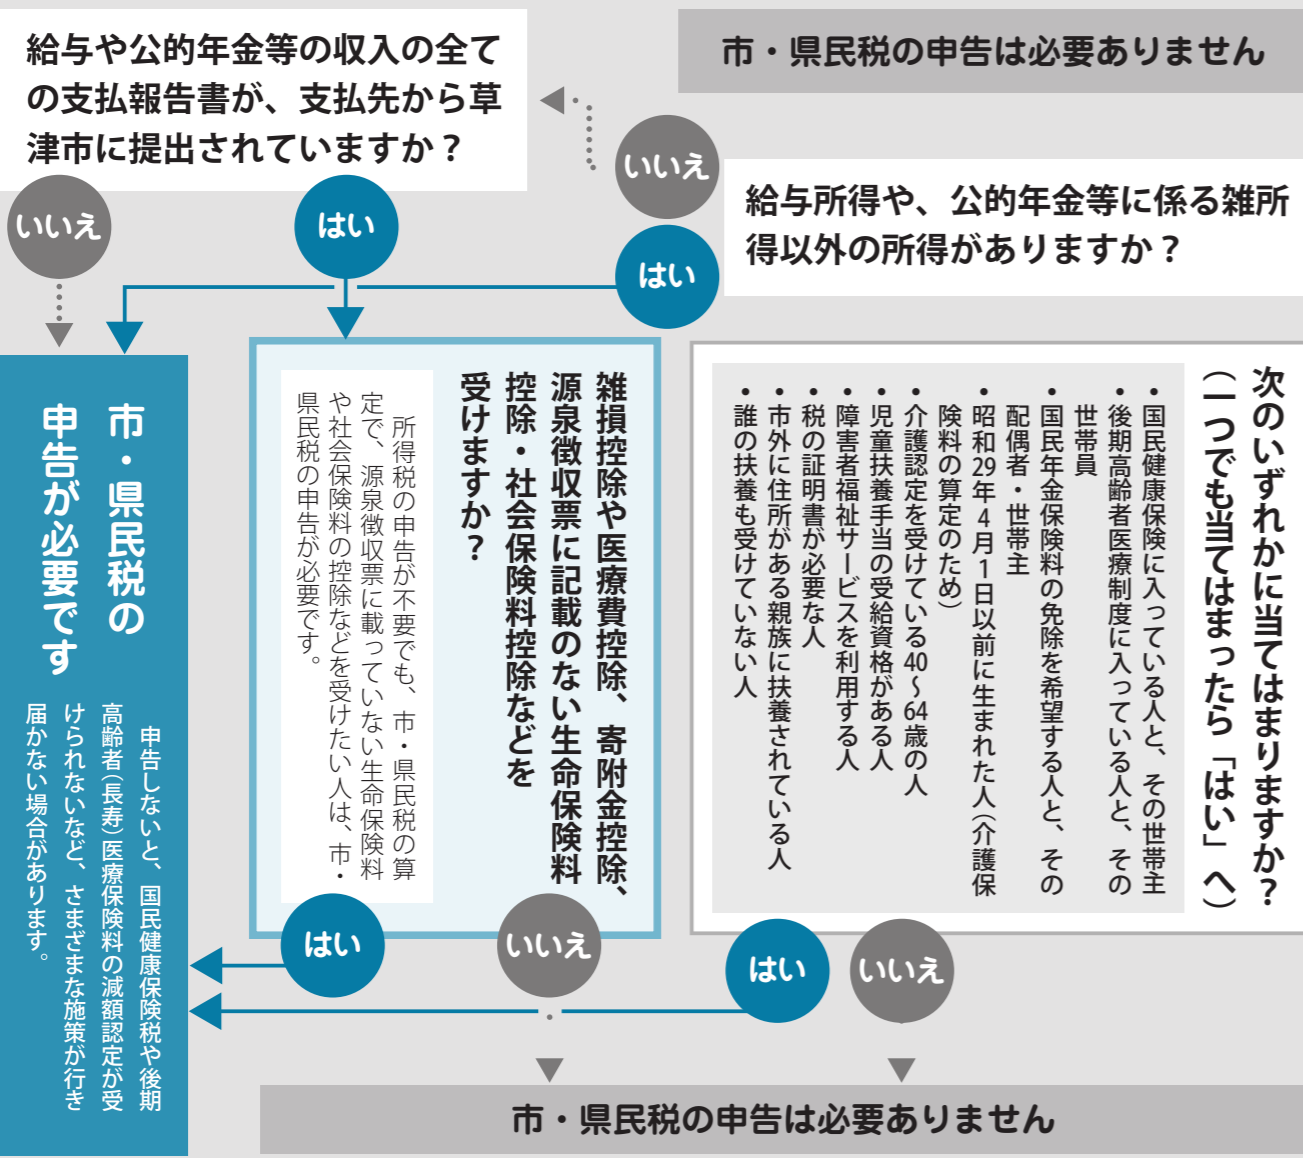 給与や公的年金等の収入の全て
の支払報告書が、支払先から草
津市に提出されていますか？
いいえ
はい
市・県民税の申告は必要ありません
いいえ
はい
給与所得や、公的年金等に係る雑所
得以外の所得がありますか？
次のいずれかに当てはまりますか？
（一つでも当てはまったら「はい」へ）
・国民健康保険に入っている人と、その世帯主
・後期高齢者医療制度に入っている人と、その
世帯員
・国民年金保険料の免除を希望する人と、その
配偶者・世帯主
・昭和29年4月1日以前に生まれた人（介護保
険料の算定のため）
・介護認定を受けている40〜64歳の人
・児童扶養手当の受給資格がある人
・障害者福祉サービスを利用する人
・税の証明書が必要な人
・市外に住所がある親族に扶養されている人
・誰の扶養も受けていない人
はい
いいえ
雑損控除や医療費控除、寄附金控除、
源泉徴収票に記載のない生命保険料
控除・社会保険料控除などを
受けますか？
所得税の申告が不要でも、市・県民税の算
定で、源泉徴収票に載っていない生命保険料
や社会保険料の控除などを受けたい人は、市・
県民税の申告が必要です。
はい
いいえ
市・県民税の
申告が必要です
申告しないと、国民健康保険税や後期
高齢者（長寿）医療保険料の減額認定が受
けられないなど、さまざまな施策が行き
届かない場合があります。
市・県民税の申告は必要ありません